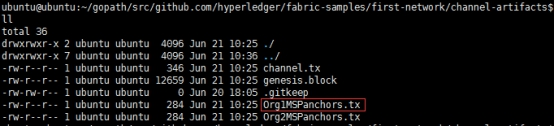 ubuntu@ubuntu:~/gopath/src/github.com/hyperledger/fabric-samples/first-network/channel-artifacts$
ll
total 36
drwxrwxr-x 2 ubuntu ubuntu 4096 Jun 21 10:25 ./
drwxrwxr-x 7 ubuntu ubuntu 4096 Jun 21 10:36 ../
-rw-r--r-- 1 ubuntu ubuntu 346 Jun 21 10:25 channel.tx
-rw-r--r-- 1 ubuntu ubuntu 12659 Jun 21 10:25 genesis.block
-rw-rw-r-- 1 ubuntu ubuntu 0 Jun 20 18:05 .gitkeep
-rw-r--r-- 1 ubuntu ubuntu 284 Jun 21 10:25 Org1MSPanchors.tx
-rw-r--r-- 1 ubuntu ubuntu 284 Jun 21 10:25 Org2MSPanchors.tx